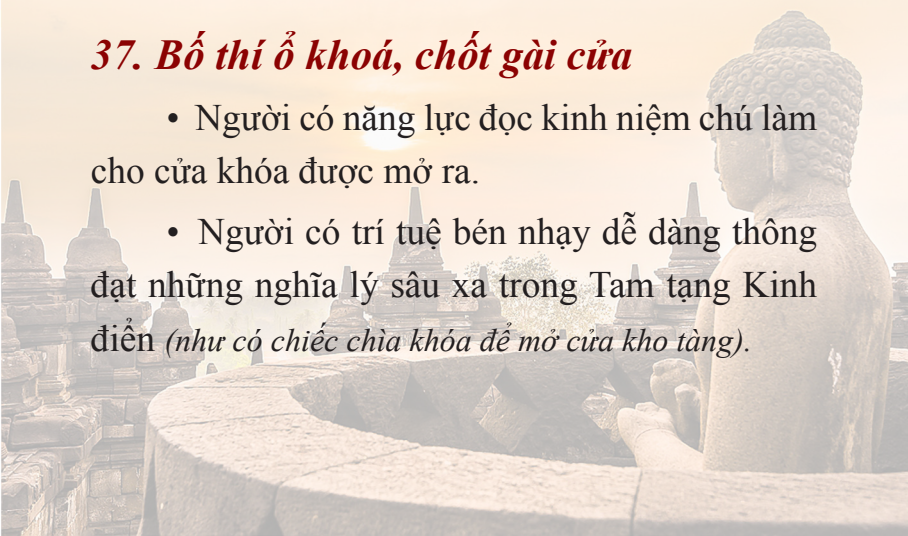 37. Bố thí ổ khoá, chốt gài cửa
• Người có năng lực đọc kinh niệm chú làm
cho cửa khóa được mở ra.
• Người có trí tuệ bén nhạy dễ dàng thông
đạt những nghĩa lý sâu xa trong Tam tạng Kinh
điển (như có chiếc chìa khóa để mở cửa kho tàng).